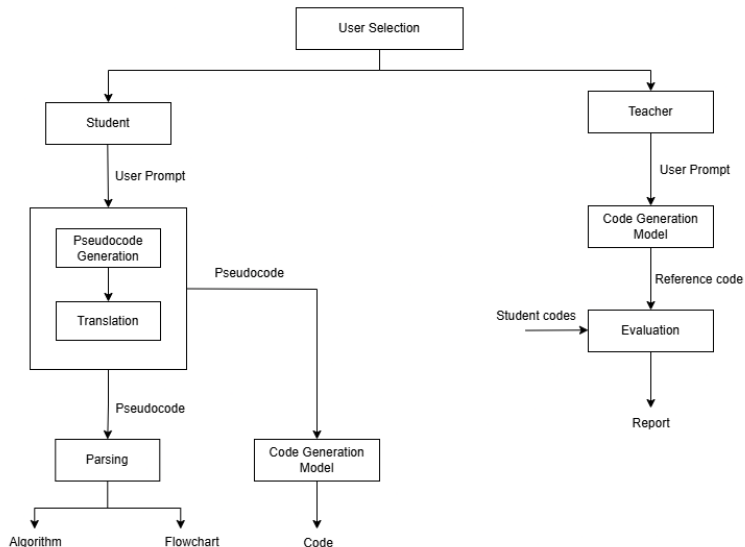 User Selection
Student
Teacher
User Prompt
User Prompt
Pseudocode
Generation
Translation
Code Generation
Model
Pseudocode
Reference code
Student codes
Evaluation
Pseudocode
Report
Parsing
Code Generation
Model
Algorithm
Flowchart
Code